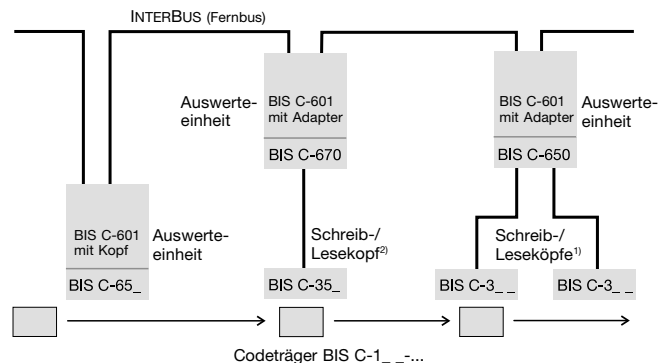 INTERBUS (Fernbus)
Auswerte-
einheit
BIS C-601
mit Adapter
BIS C-670
BIS C-601
mit Adapter
BIS C-650
Auswerte-
einheit
BIS C-601
mit Kopf
BIS C-65_
Auswerte-
einheit
Schreib-/
Lesekopf2)
BIS C-35_
Schreib-/
Leseköpfe1)
BIS C-3_ _
BIS C-3_ _
Codeträger BIS C-1_ _-...